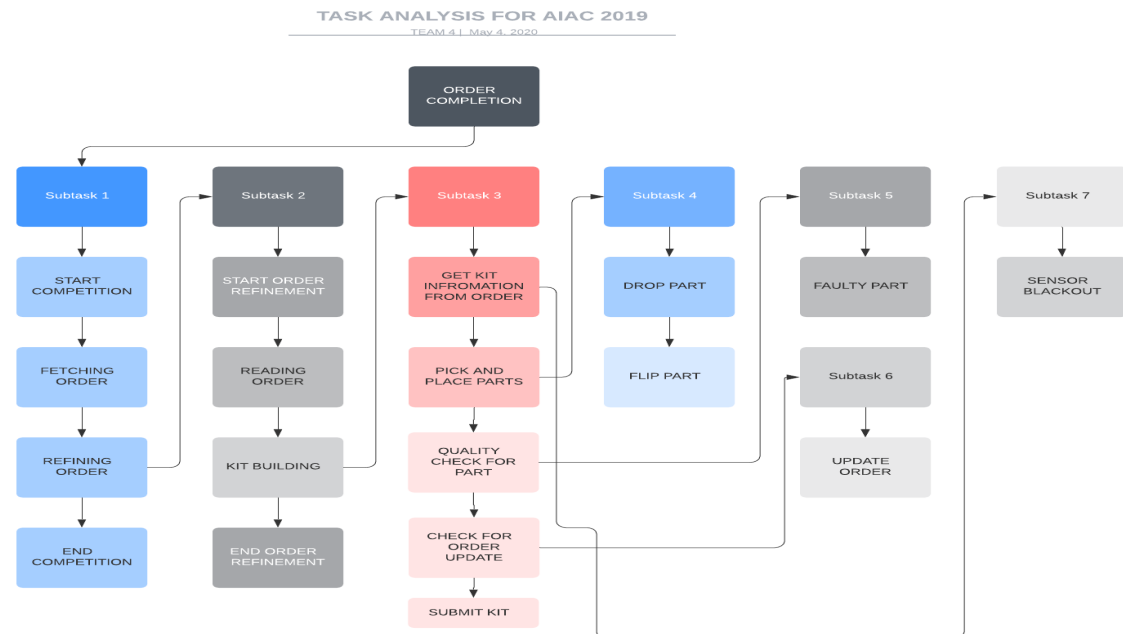 TASK ANALYSIS FOR AIAC 2019
TEAM 4 | May 4, 2020
ORDER
COMPLETION
Subtask 1
Subtask 2
Subtask 3
Subtask 4
Subtask 5
Subtask 7
START
COMPETITION
START ORDER
REFINEMENT
GET KIT
INFROMATION
FROM ORDER
DROP PART
FAULTY PART
SENSOR
BLACKOUT
FETCHING
ORDER
READING
ORDER
PICK AND
PLACE PARTS
FLIP PART
Subtask 6
REFINING
ORDER
KIT BUILDING
QUALITY
CHECK FOR
PART
UPDATE
ORDER
END
COMPETITION
END ORDER
REFINEMENT
CHECK FOR
ORDER
UPDATE
SUBMIT KIT